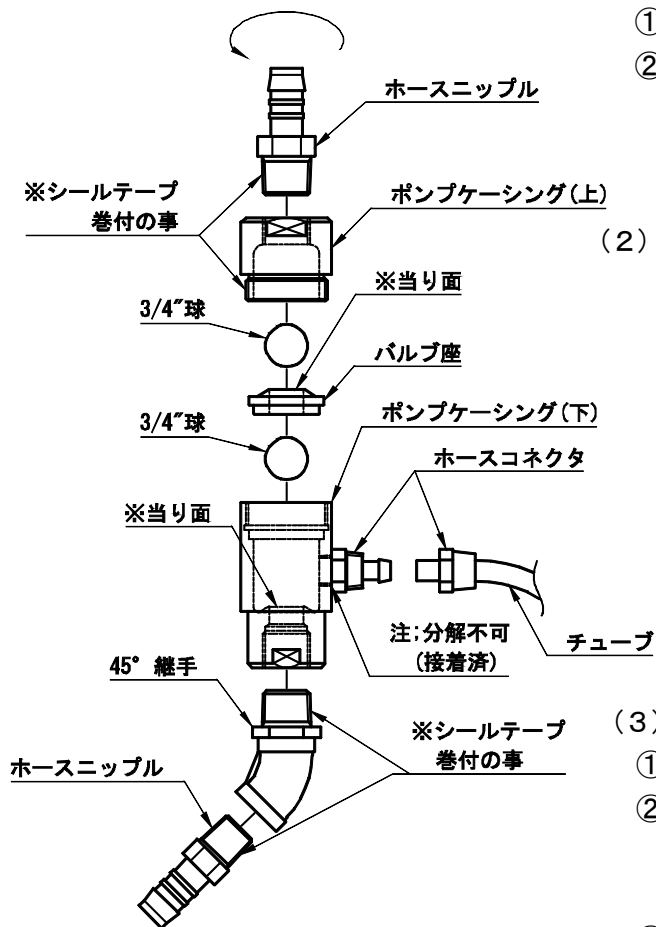 ①
②
ホースニップル
※シールテープ
巻付の事
ポンプケーシング(上)
(2)
※当り面
3/4″球
バルブ座
ポンプケーシング(下)
3/4″球
ホースコネクタ
※当り面
注;分解不可
(接着済)
チューブ
45° 継手
(3)
※シールテープ
巻付の事
①
ホースニップル
②